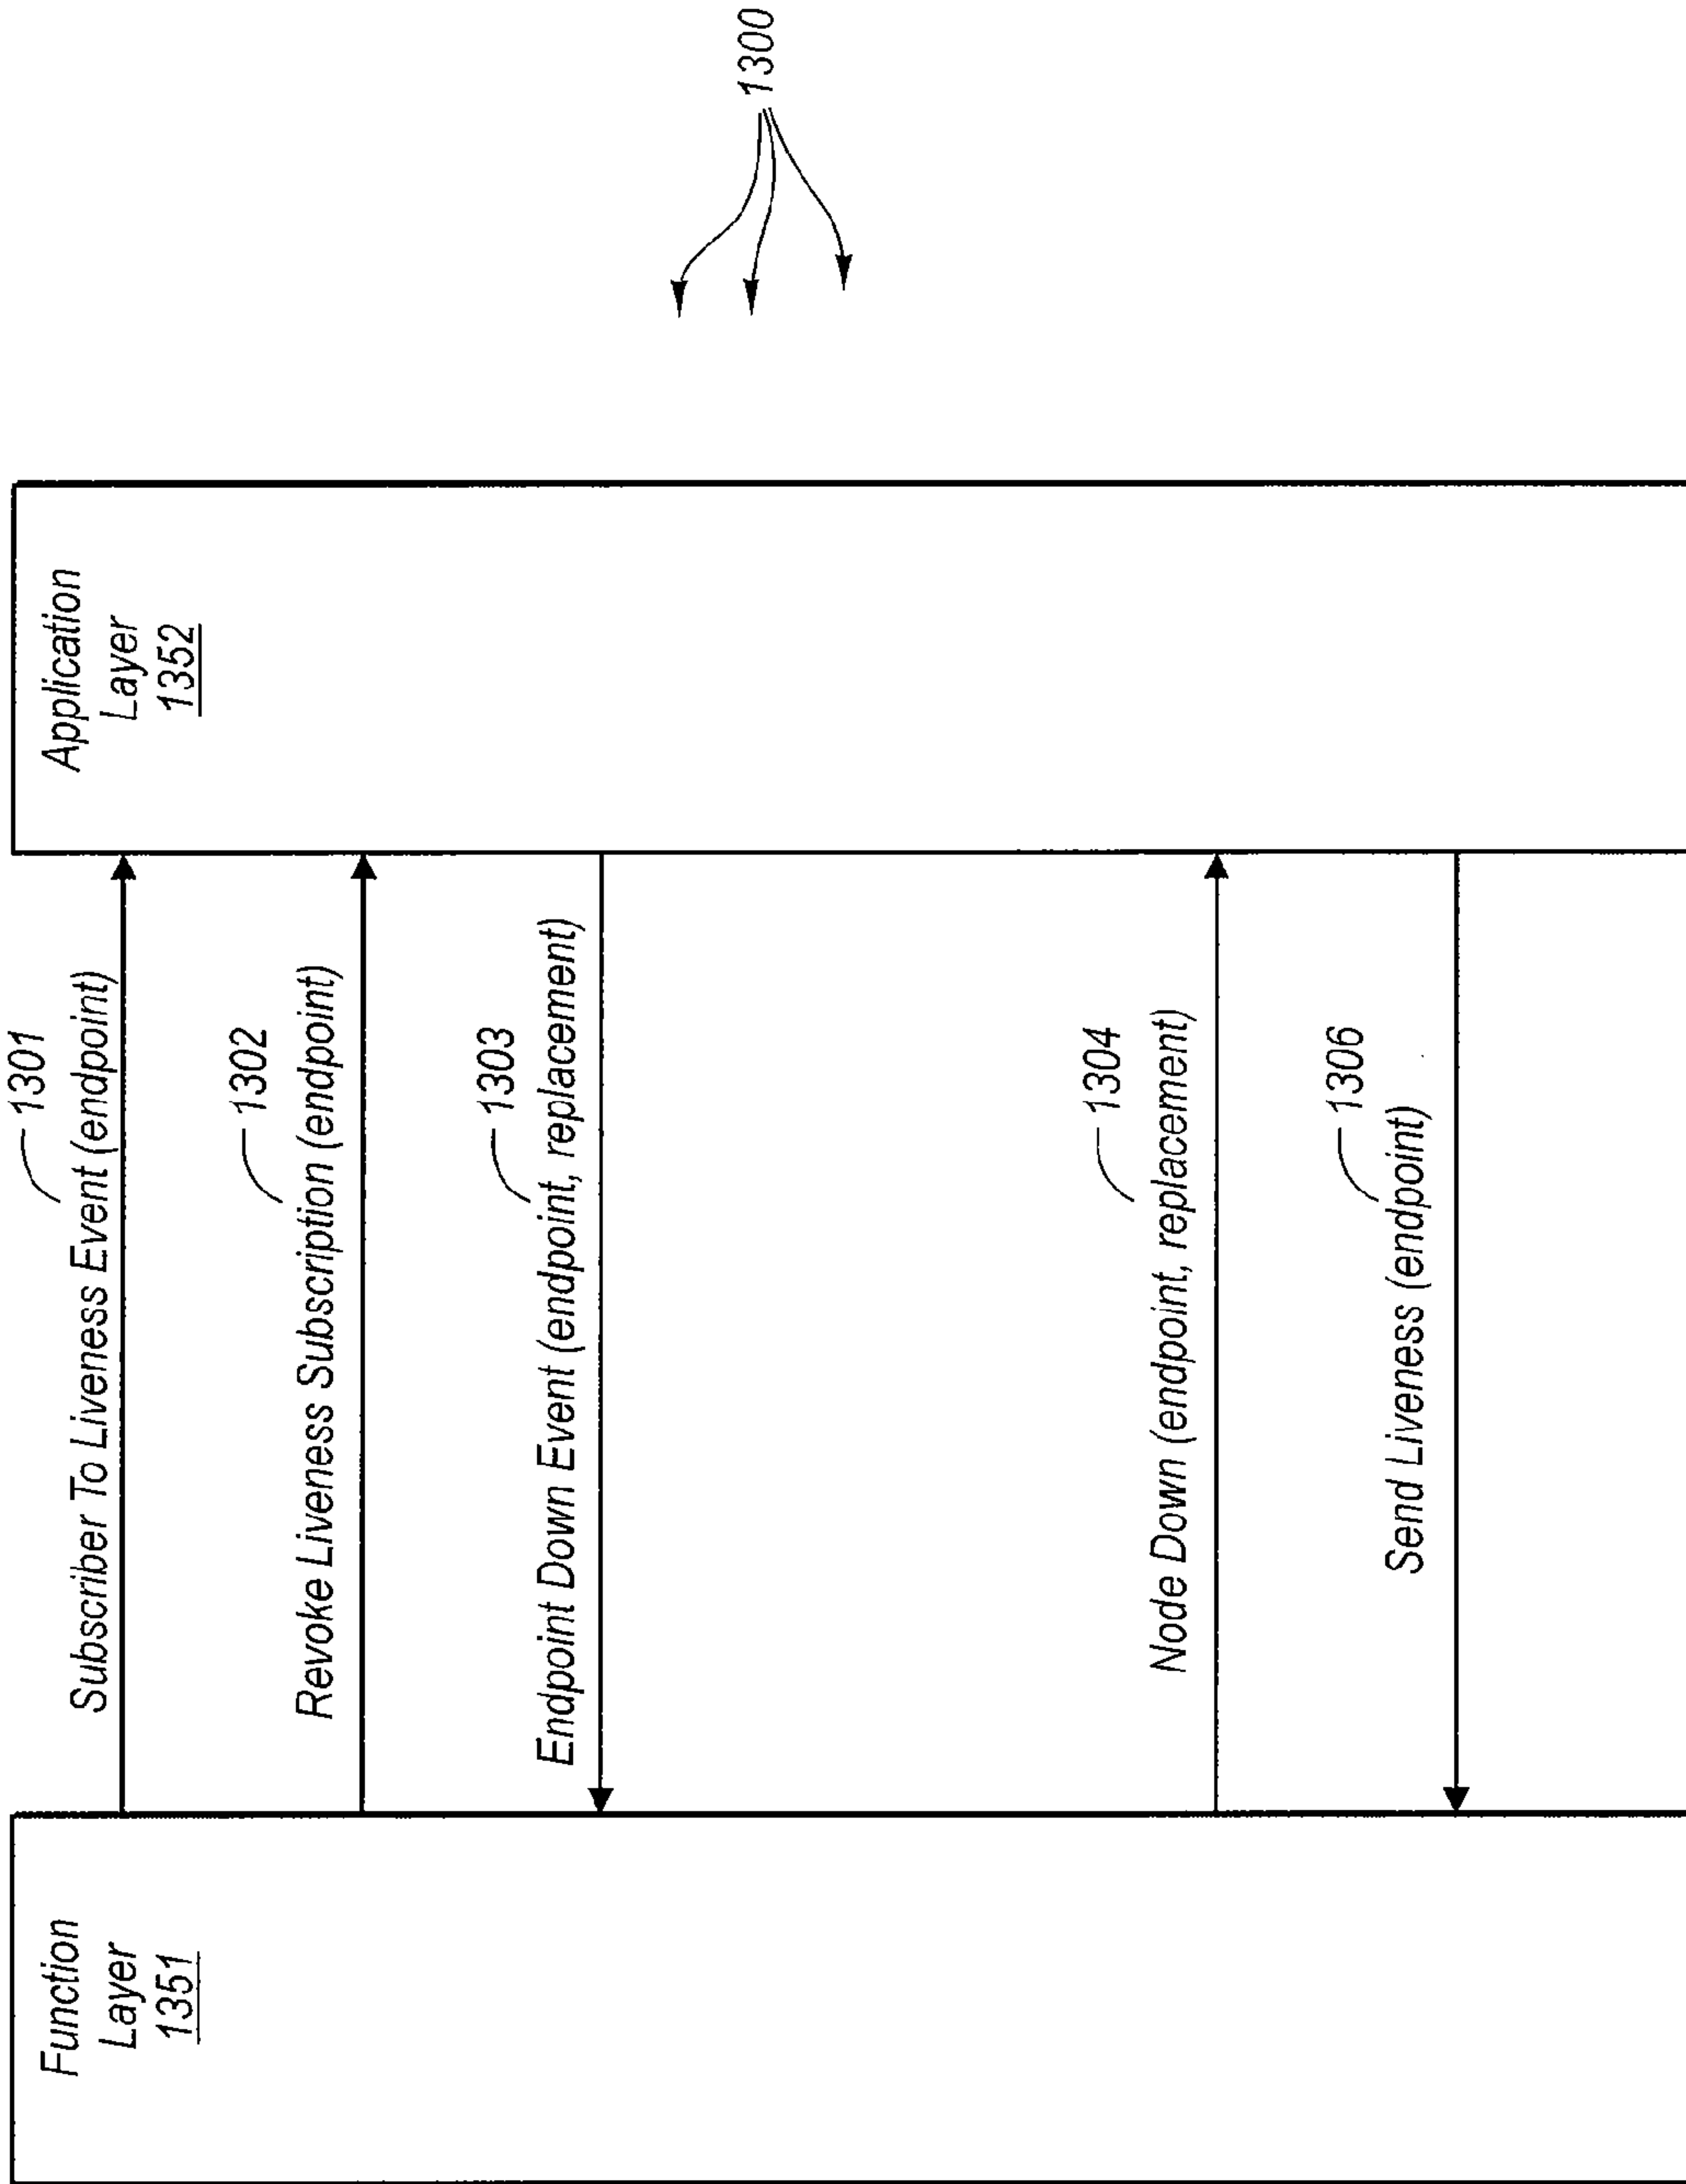 1300
Application
Layer
1352
Function
Layer
1351
1301
Subscriber To Liveness Event (endpoint)
1302
Revoke Liveness Subscription (endpoint)
1303
Endpoint Down Event (endpoint, replacement)
1304
Node Down (endpoint, replacement)
1306
Send Liveness (endpoint)